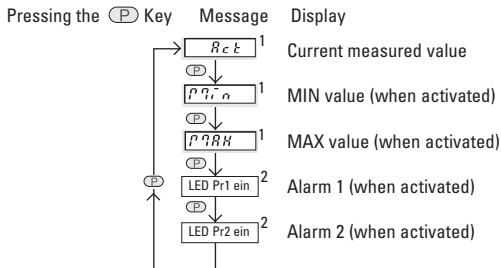 Pressing the P Key Message Display
Act 1 Current measured value
P
Min 1 MIN value (when activated)
P
MAX 1 MAX value (when activated)
P
P LED Pr1 ein 2 Alarm 1 (when activated)
P
LED Pr2 ein 2 Alarm 2 (when activated)